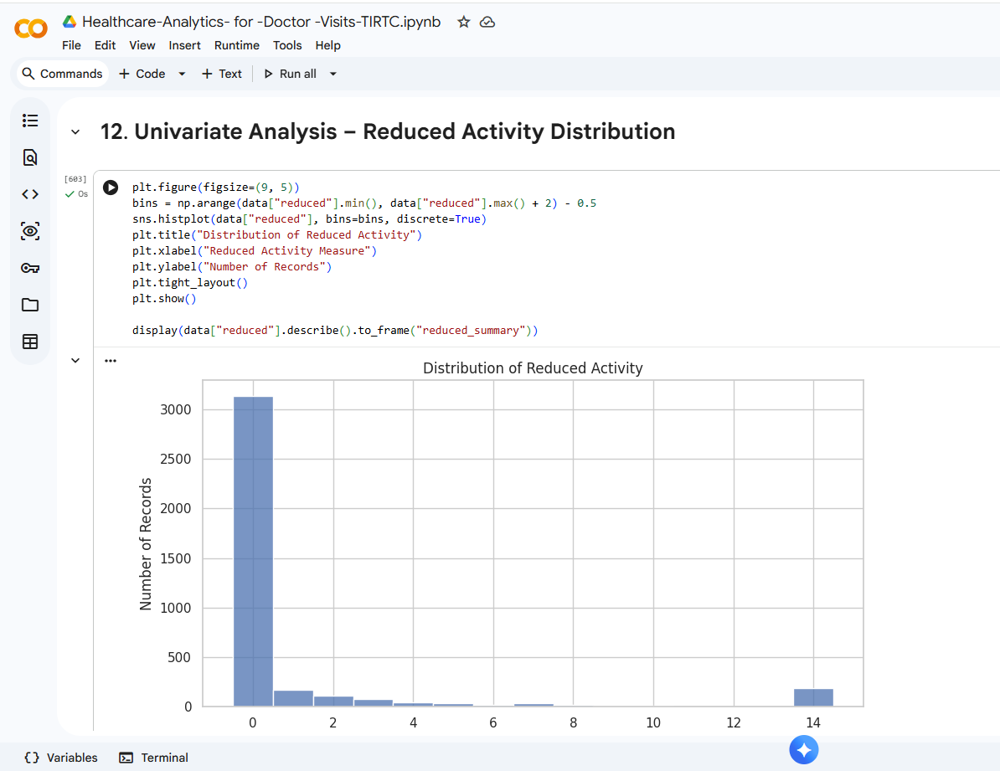 Healthcare-Analytics- for -Doctor -Visits-TIRTC.ipynb
File Edit View Insert Runtime Tools Help
Commands + Code + Text Run all
12. Univariate Analysis – Reduced Activity Distribution
[603]
0s
plt.figure(figsize=(9, 5))
bins = np.arange(data["reduced"].min(), data["reduced"].max() + 2) - 0.5
sns.histplot(data["reduced"], bins=bins, discrete=True)
plt.title("Distribution of Reduced Activity")
plt.xlabel("Reduced Activity Measure")
plt.ylabel("Number of Records")
plt.tight_layout()
plt.show()
display(data["reduced"].describe().to_frame("reduced_summary"))
Distribution of Reduced Activity
Number of Records
3000
2500
2000
1500
1000
500
0
0 2 4 6 8 10 12 14
{} Variables Terminal